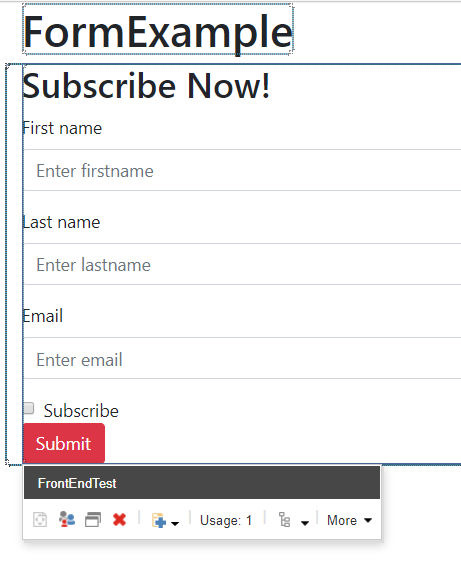 FormExample
Subscribe Now!
First name
Enter firstname
Last name
Enter lastname
Email
Enter email
Subscribe
Submit
FrontEndTest
Usage: 1 More